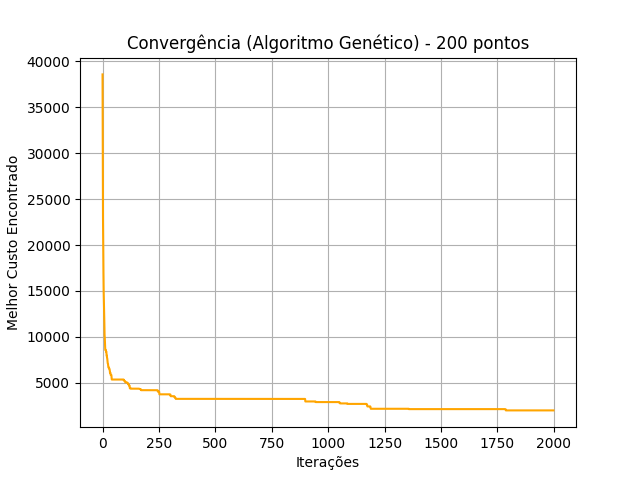 Convergência (Algoritmo Genético) - 200 pontos
40000
35000
30000
25000
20000
15000
10000
5000
Melhor Custo Encontrado
0 250 500 750 1000 1250 1500 1750 2000
Iterações